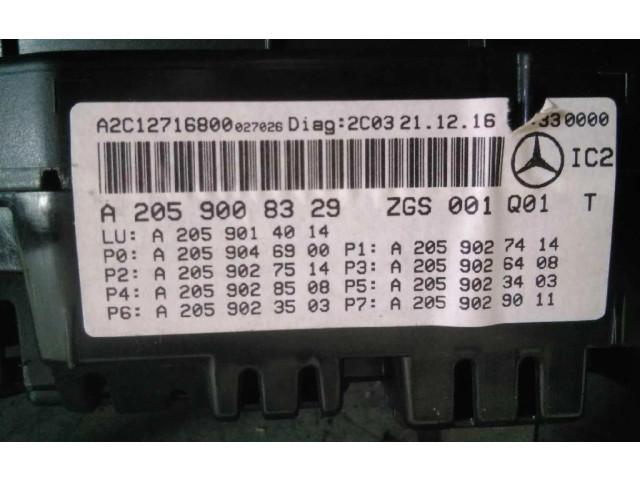 A2C12716800 027026 Diag:2C03 21.12.16 330000
IC2
A 205 900 83 29 ZGS 001 Q01 T
LU: A 205 901 40 14
P0: A 205 904 69 00 P1: A 205 902 74 14
P2: A 205 902 75 14 P3: A 205 902 64 08
P4: A 205 902 85 08 P5: A 205 902 34 03
P6: A 205 902 35 03 P7: A 205 902 90 11